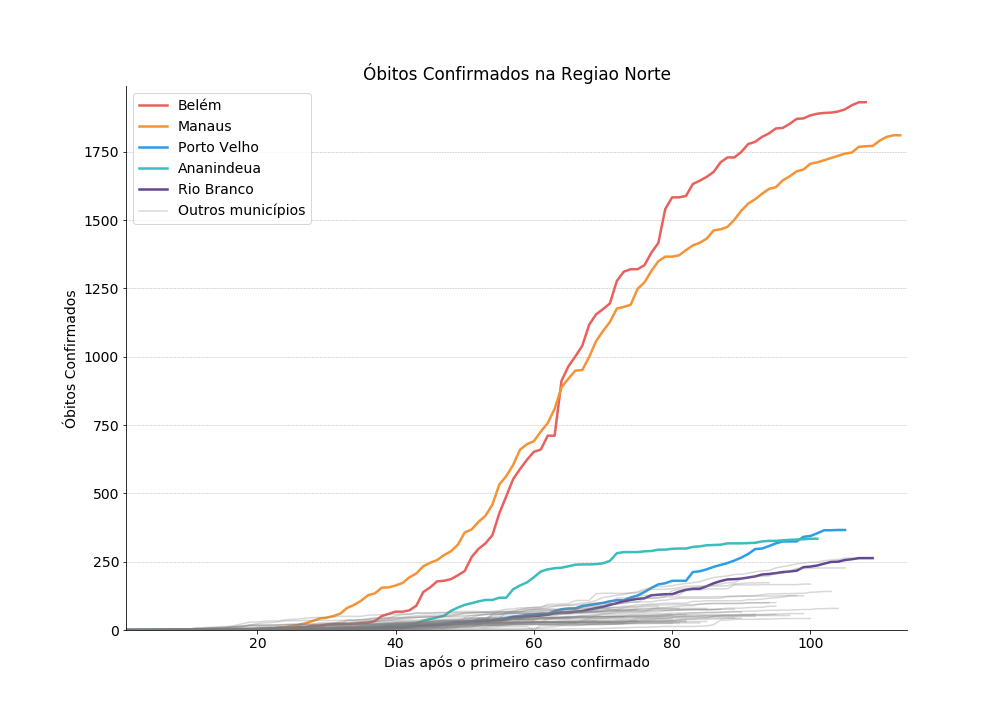 Óbitos Confirmados na Regiao Norte
Belém
Manaus
Porto Velho
Ananindeua
Rio Branco
Outros municípios
Óbitos Confirmados
1750
1500
1250
1000
750
500
250
0
20 40 60 80 100
Dias após o primeiro caso confirmado